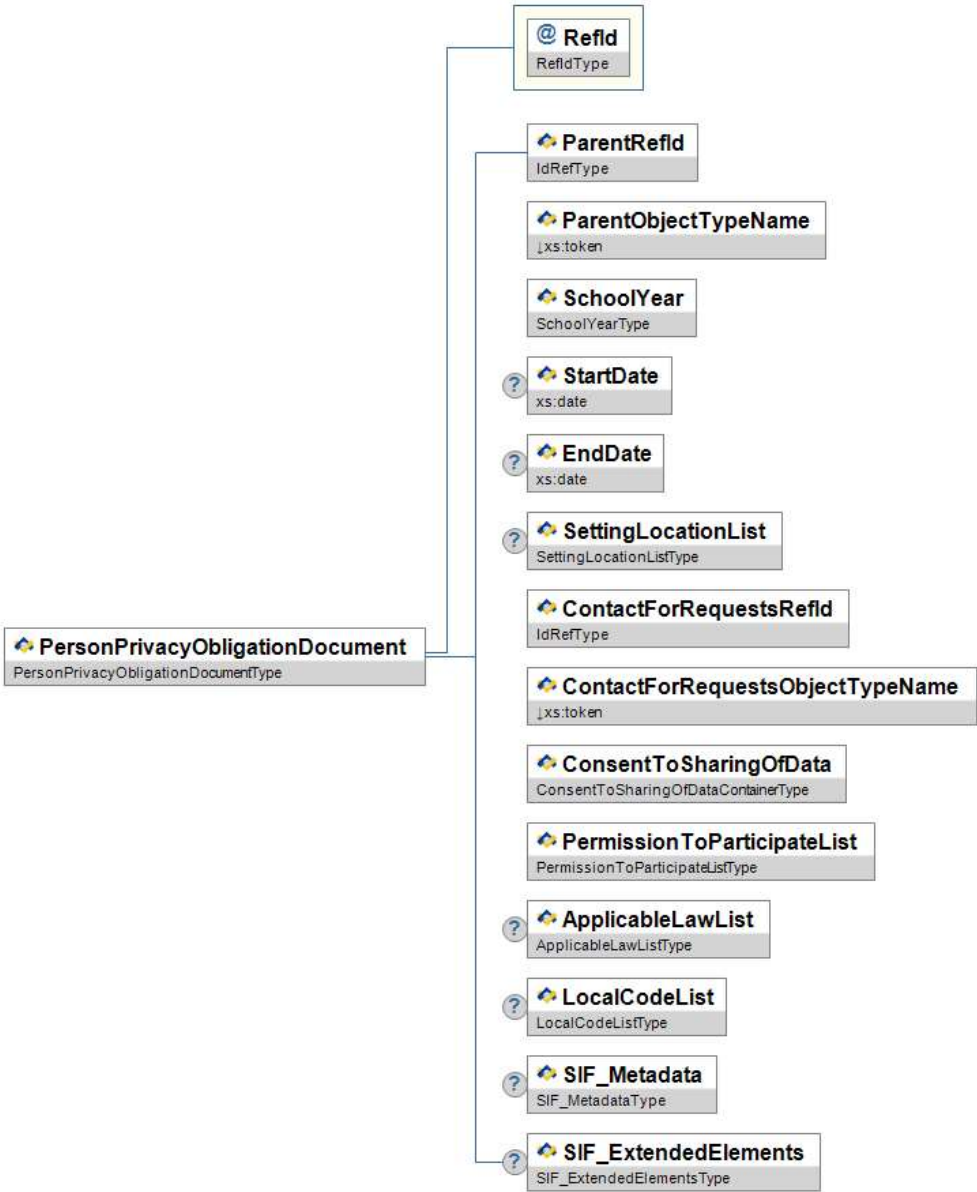 @ RefId
RefIdType
ParentRefId
IdRefType
ParentObjectTypeName
↓xs:token
SchoolYear
SchoolYearType
? StartDate
xs:date
? EndDate
xs:date
? SettingLocationList
SettingLocationListType
ContactForRequestsRefId
IdRefType
PersonPrivacyObligationDocument
PersonPrivacyObligationDocumentType
ContactForRequestsObjectTypeName
↓xs:token
ConsentToSharingOfData
ConsentToSharingOfDataContainerType
PermissionToParticipateList
PermissionToParticipateListType
? ApplicableLawList
ApplicableLawListType
? LocalCodeList
LocalCodeListType
? SIF_Metadata
SIF_MetadataType
? SIF_ExtendedElements
SIF_ExtendedElementsType